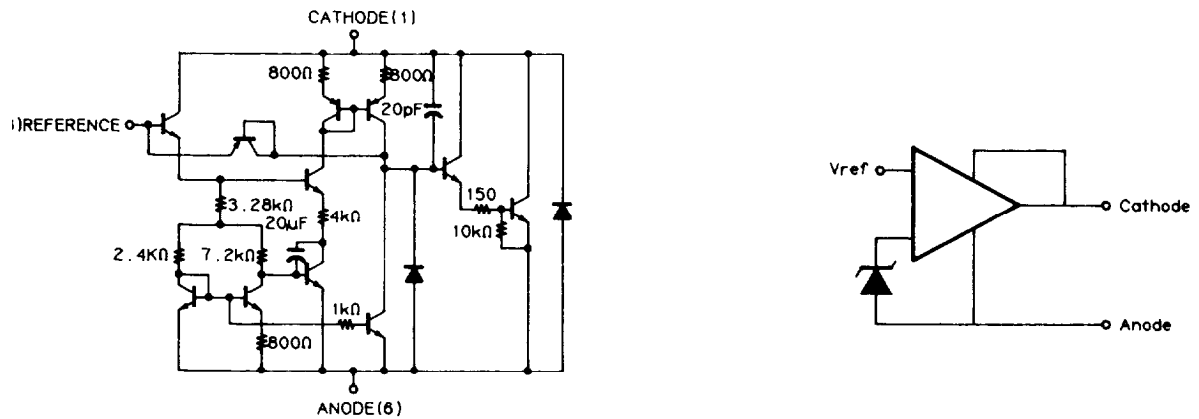 CATHODE(1)
800Ω
800Ω
20pF
)REFERENCE
3.28kΩ
20μF
4kΩ
150
10kΩ
2.4KΩ
7.2kΩ
1kΩ
800Ω
ANODE(6)
Vref
Cathode
Anode